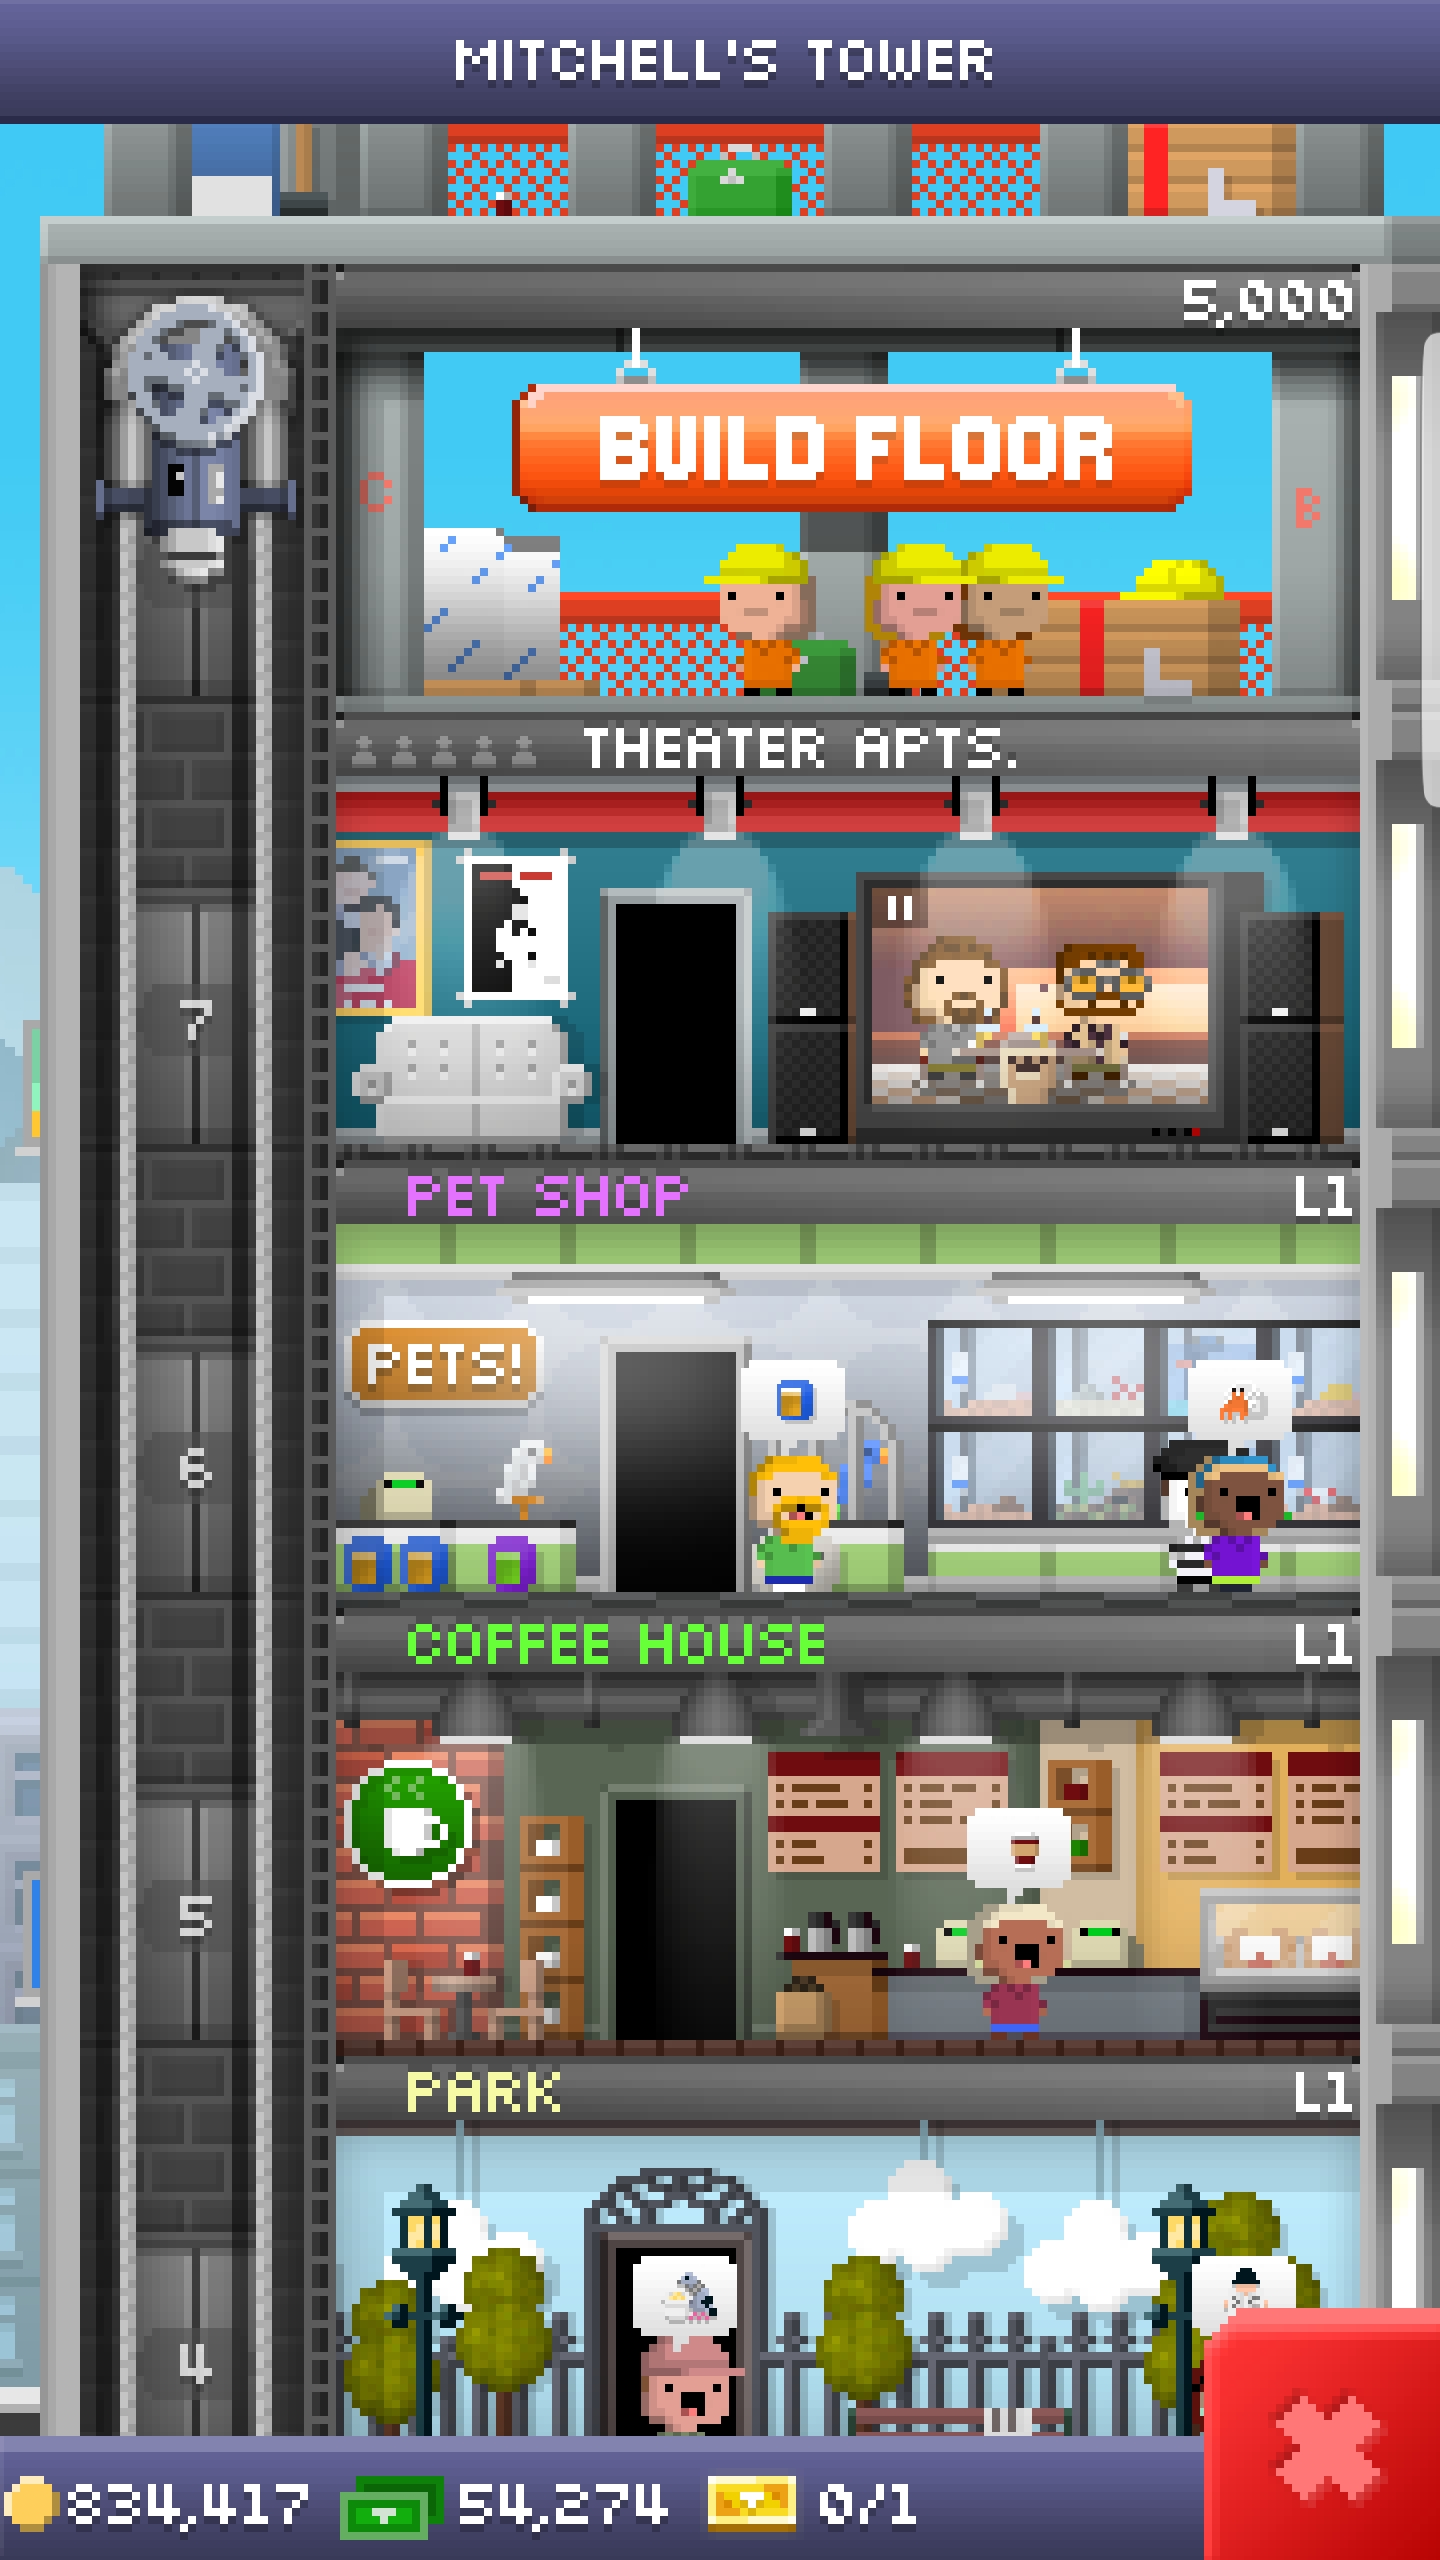 MITCHELL'S TOWER
5,000
C
BUILD FLOOR
B
THEATER APTS.
7
PET SHOP L1
PETS!
6
COFFEE HOUSE L1
5
PARK L1
4
834,417 54,274 0/1